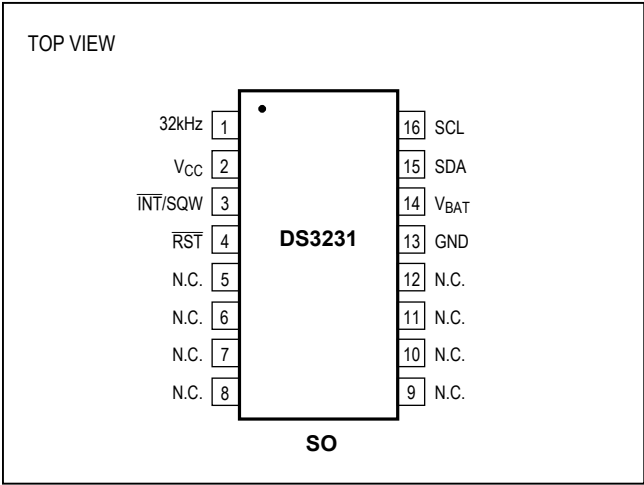 TOP VIEW
32kHz 1 16 SCL
VCC 2 15 SDA
INT/SQW 3 14 VBAT
RST 4 DS3231 13 GND
N.C. 5 12 N.C.
N.C. 6 11 N.C.
N.C. 7 10 N.C.
N.C. 8 9 N.C.
SO